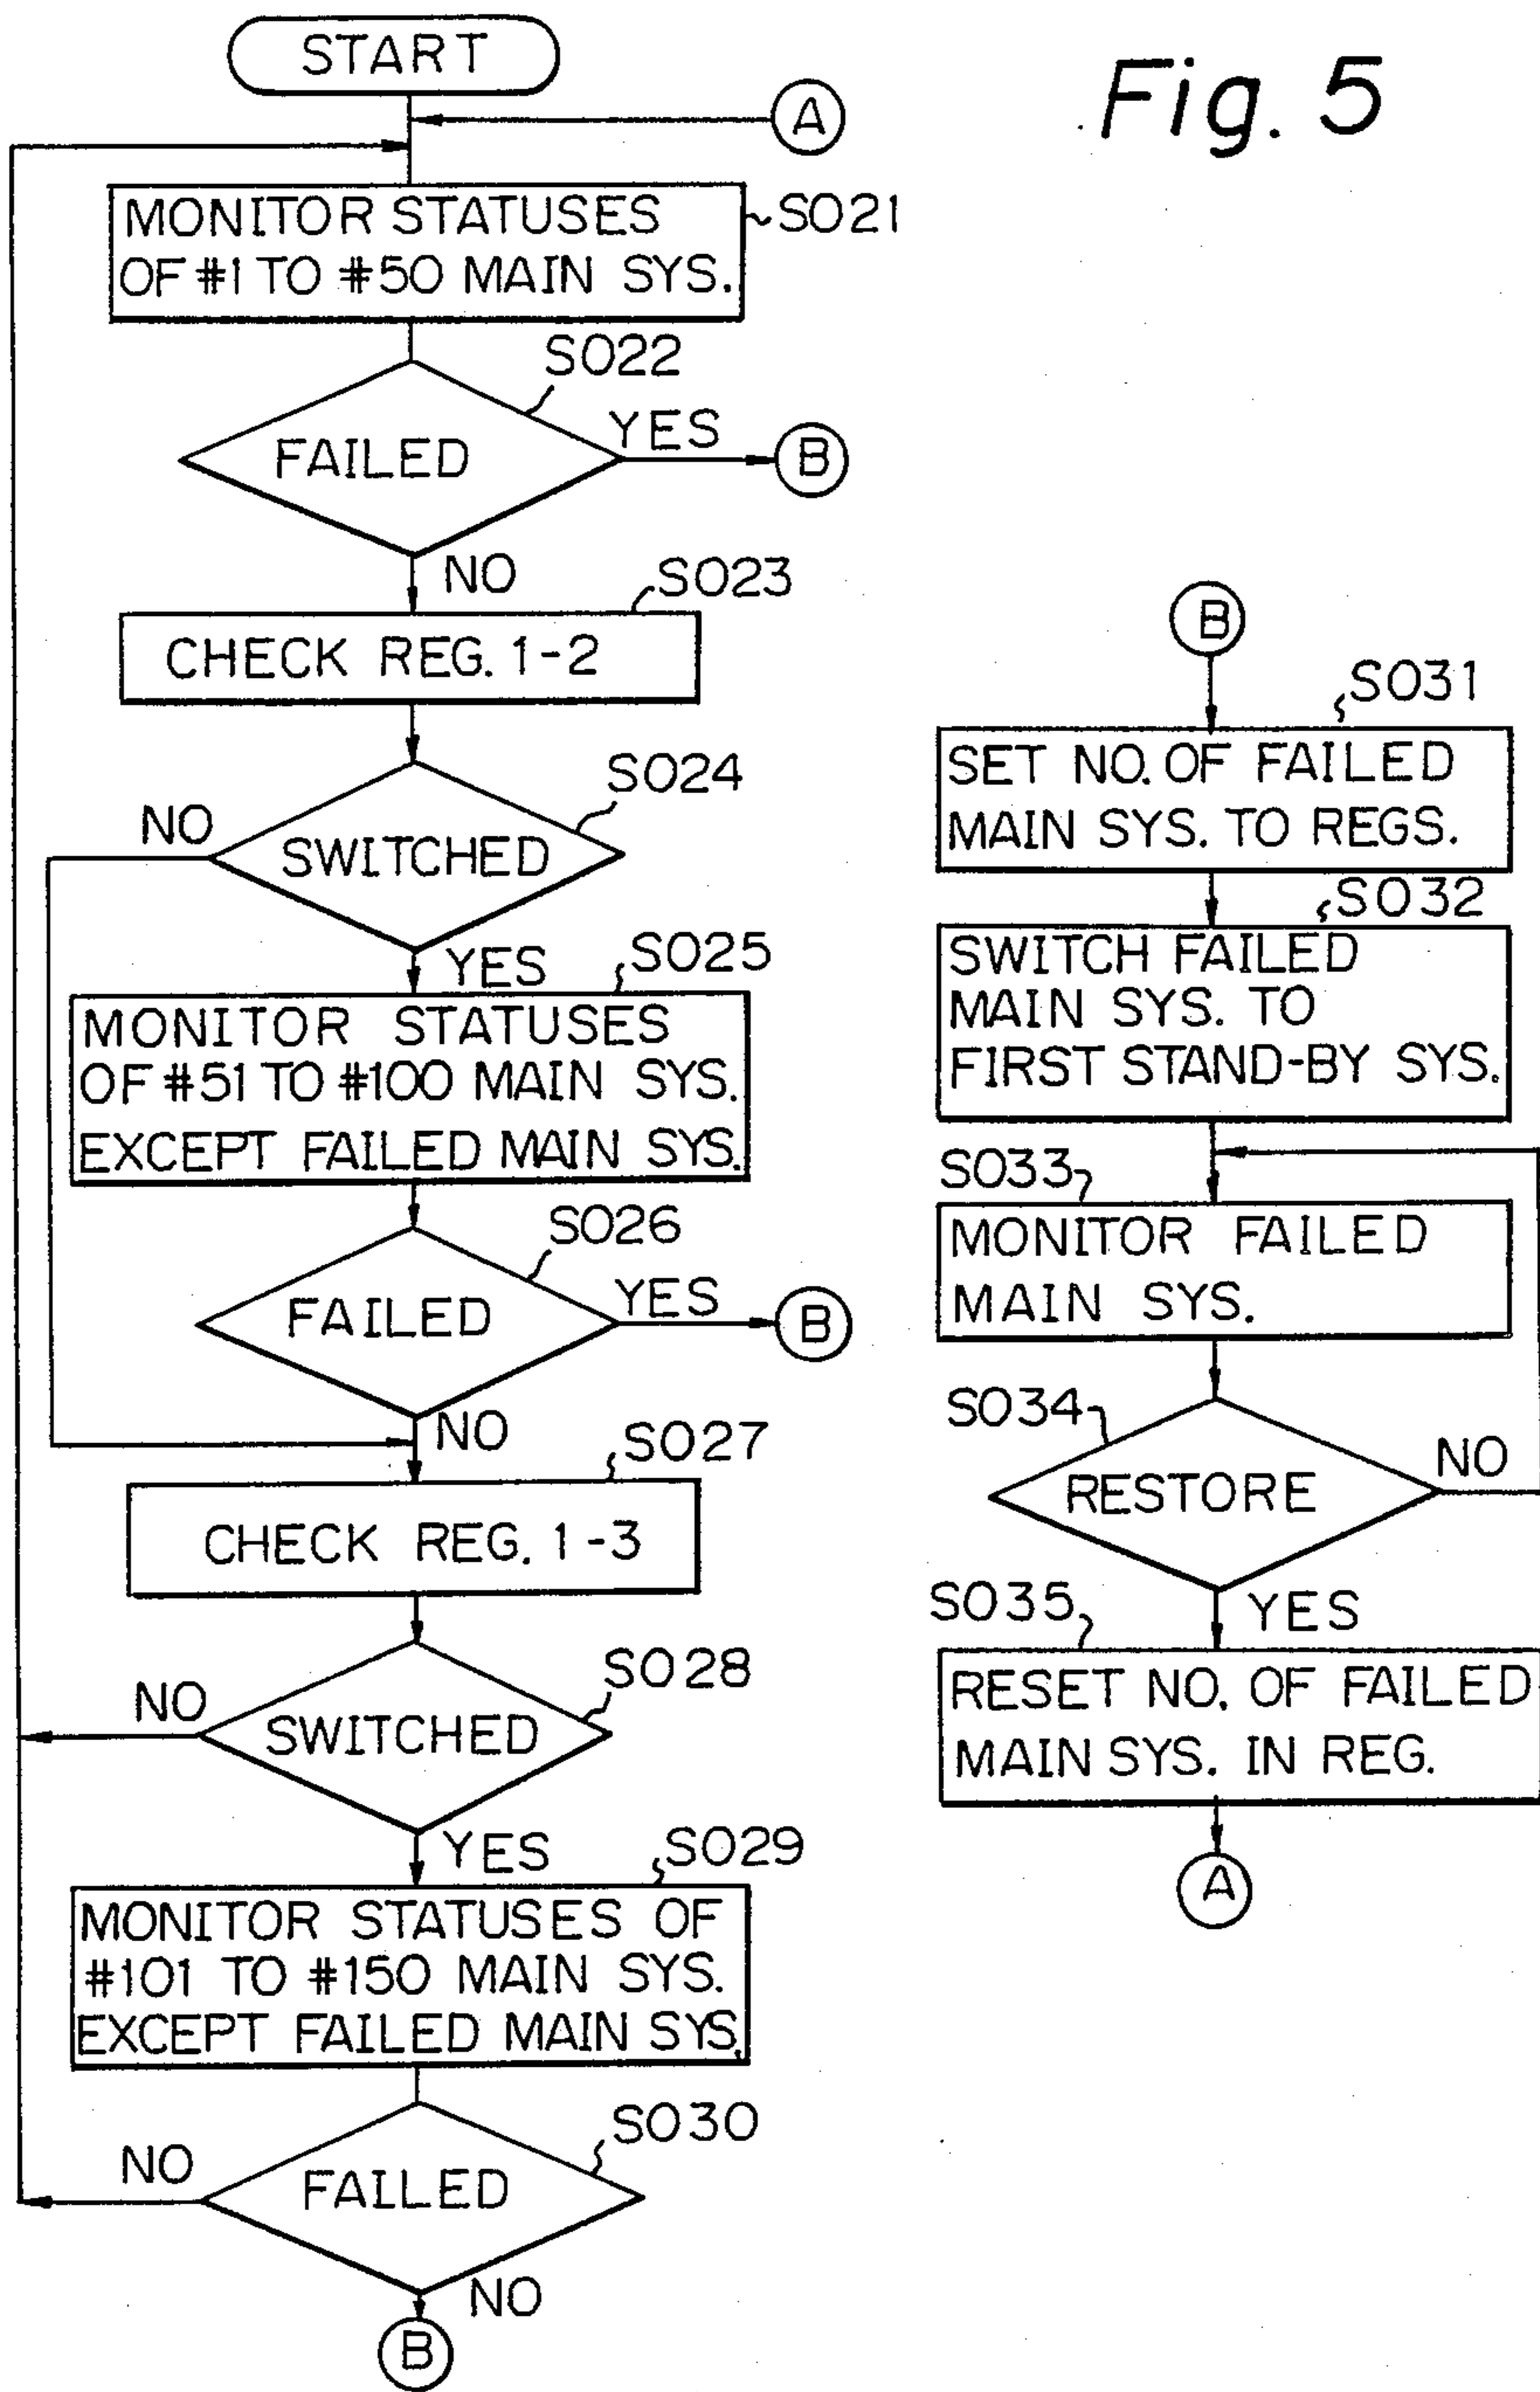 Fig. 5
START
A
MONITOR STATUSES
OF #1 TO #50 MAIN SYS.
S021
S022
FAILED
YES
B
NO
S023
CHECK REG. 1-2
S024
NO
SWITCHED
YES
S025
MONITOR STATUSES
OF #51 TO #100 MAIN SYS.
EXCEPT FAILED MAIN SYS.
S026
FAILED
YES
B
NO
S027
CHECK REG. 1-3
S028
NO
SWITCHED
YES
S029
MONITOR STATUSES OF
#101 TO #150 MAIN SYS.
EXCEPT FAILED MAIN SYS.
S030
NO
FAILED
NO
B
B
S031
SET NO. OF FAILED
MAIN SYS. TO REGS.
S032
SWITCH FAILED
MAIN SYS. TO
FIRST STAND-BY SYS.
S033
MONITOR FAILED
MAIN SYS.
S034
RESTORE
NO
S035
YES
RESET NO. OF FAILED
MAIN SYS. IN REG.
A